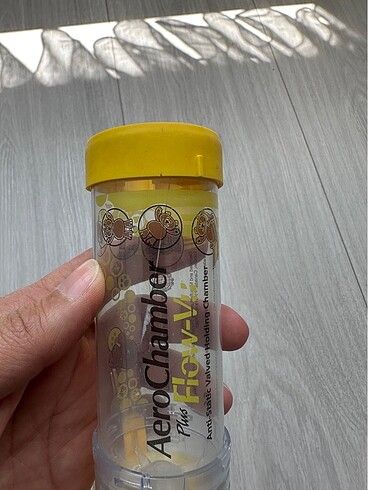 AeroChamber
Plus Flow-Vu
Anti-Static Valved Holding Chamber